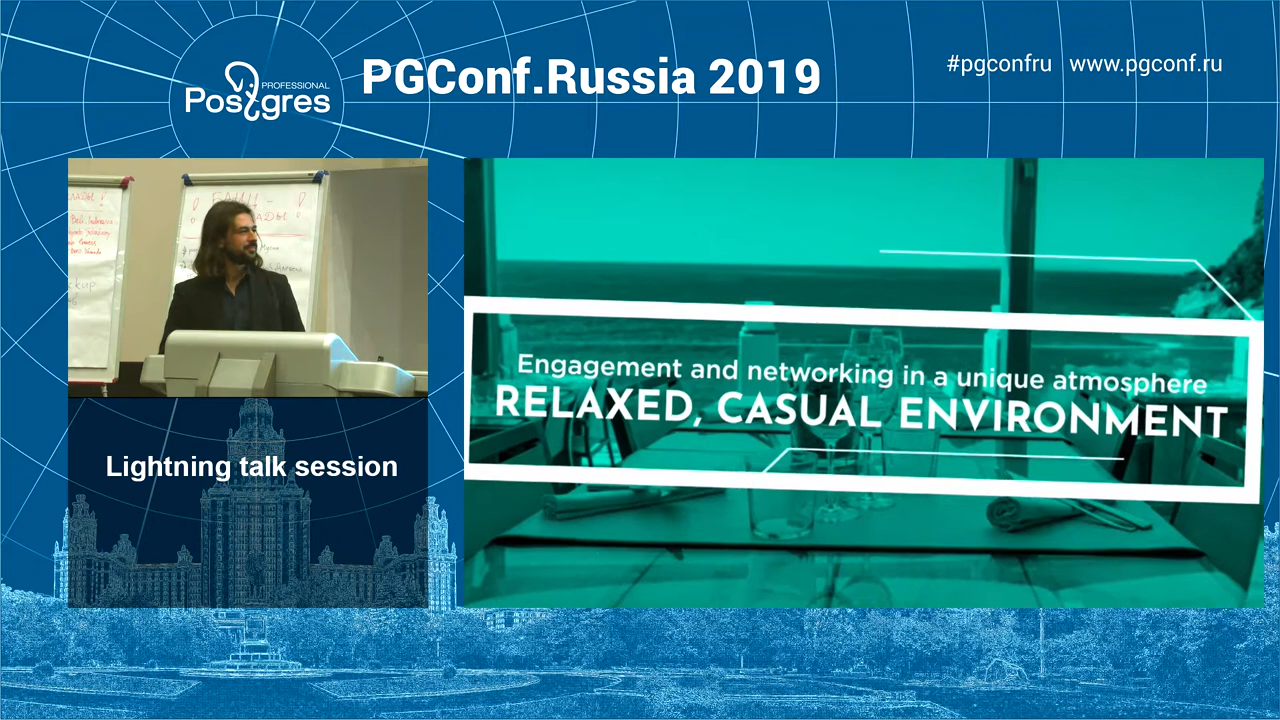 PROFESSIONAL
Postgres
PGConf.Russia 2019
#pgconfru www.pgconf.ru
БЛИЦ -
Lightning talk session
Engagement and networking in a unique atmosphere
RELAXED, CASUAL ENVIRONMENT